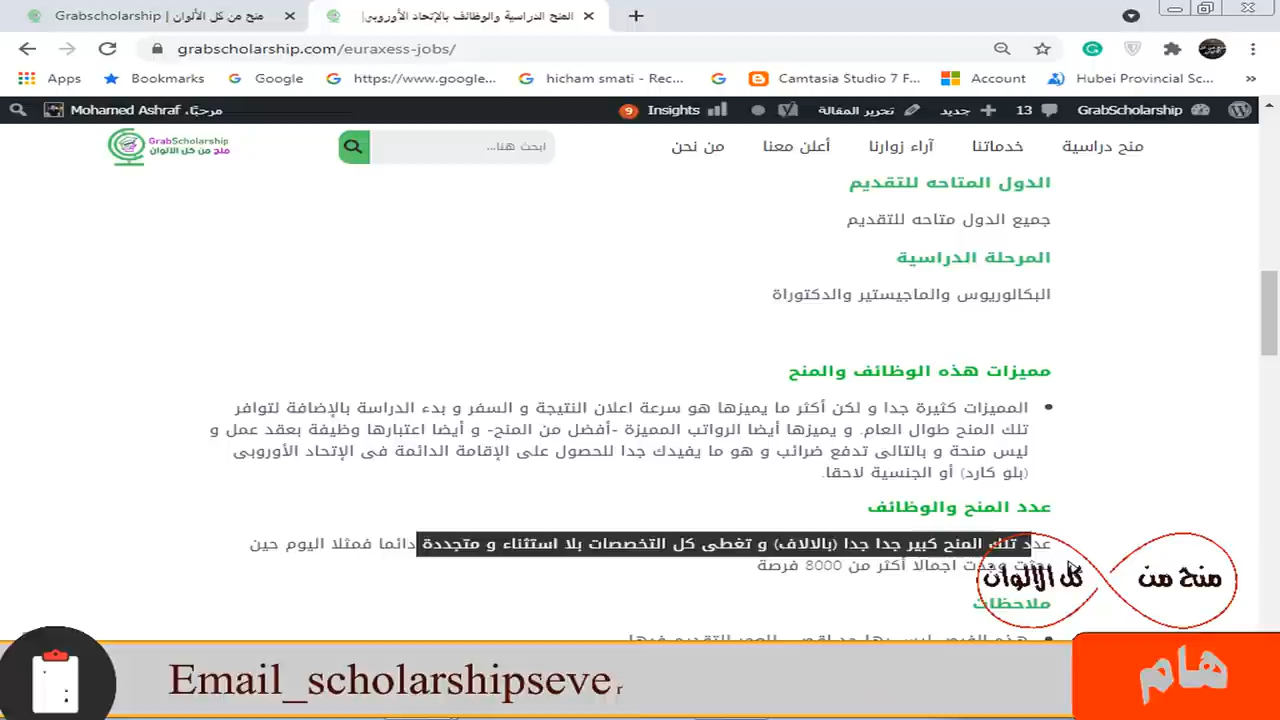 Grabscholarship | منح من كل الألوان
المنح الدراسية والوظائف بالإتحاد الأوروبي|
grabscholarship.com/euraxess-jobs/
Apps Bookmarks Google https://www.google... hicham smati - Rec... Camtasia Studio 7 F... Account Hubei Provincial Sc... »
مرحبًا، Mohamed Ashraf 9 Insights تحرير المقالة جديد 13 GrabScholarship
GrabScholarship
منح من كل الألوان
ابحث هنا...
منح دراسية خدماتنا آراء زوارنا أعلن معنا من نحن
الدول المتاحه للتقديم
جميع الدول متاحه للتقديم
المرحلة الدراسية
البكالوريوس والماجيستير والدكتوراة
مميزات هذه الوظائف والمنح
المميزات كثيرة جدا و لكن أكثر ما يميزها هو سرعة اعلان النتيجة و السفر و بدء الدراسة بالإضافة لتوافر
تلك المنح طوال العام. و يميزها أيضا الرواتب المميزة -أفضل من المنح- و أيضا اعتبارها وظيفة بعقد عمل و
ليس منحة و بالتالى تدفع ضرائب و هو ما يفيدك جدا للحصول على الإقامة الدائمة فى الإتحاد الأوروبى
(بلو كارد) أو الجنسية لاحقا.
عدد المنح والوظائف
عدد تلك المنح كبير جدا جدا (بالالاف) و تغطى كل التخصصات بلا استثناء و متجددة دائما فمثلا اليوم حين
وجدت اجمالا أكثر من 8000 فرصة
منح من كل الالوان
ملاحظات
Email_scholarshipsever
هام